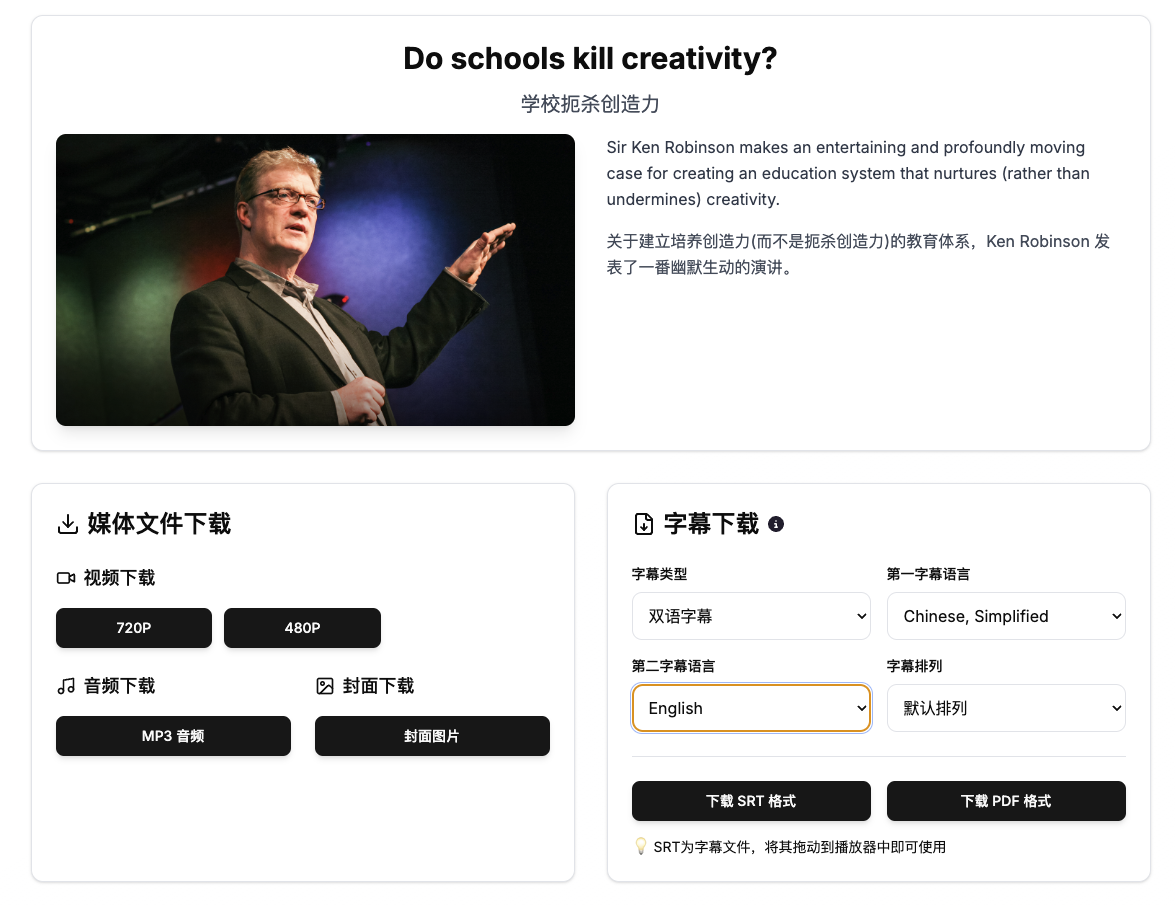 Do schools kill creativity?
学校扼杀创造力
Sir Ken Robinson makes an entertaining and profoundly moving
case for creating an education system that nurtures (rather than
undermines) creativity.
关于建立培养创造力(而不是扼杀创造力)的教育体系，Ken Robinson 发
表了一番幽默生动的演讲。
媒体文件下载
视频下载
720P
480P
音频下载
封面下载
MP3 音频
封面图片
字幕下载
字幕类型
第一字幕语言
双语字幕
Chinese, Simplified
第二字幕语言
字幕排列
English
默认排列
下载 SRT 格式
下载 PDF 格式
💡 SRT为字幕文件，将其拖动到播放器中即可使用